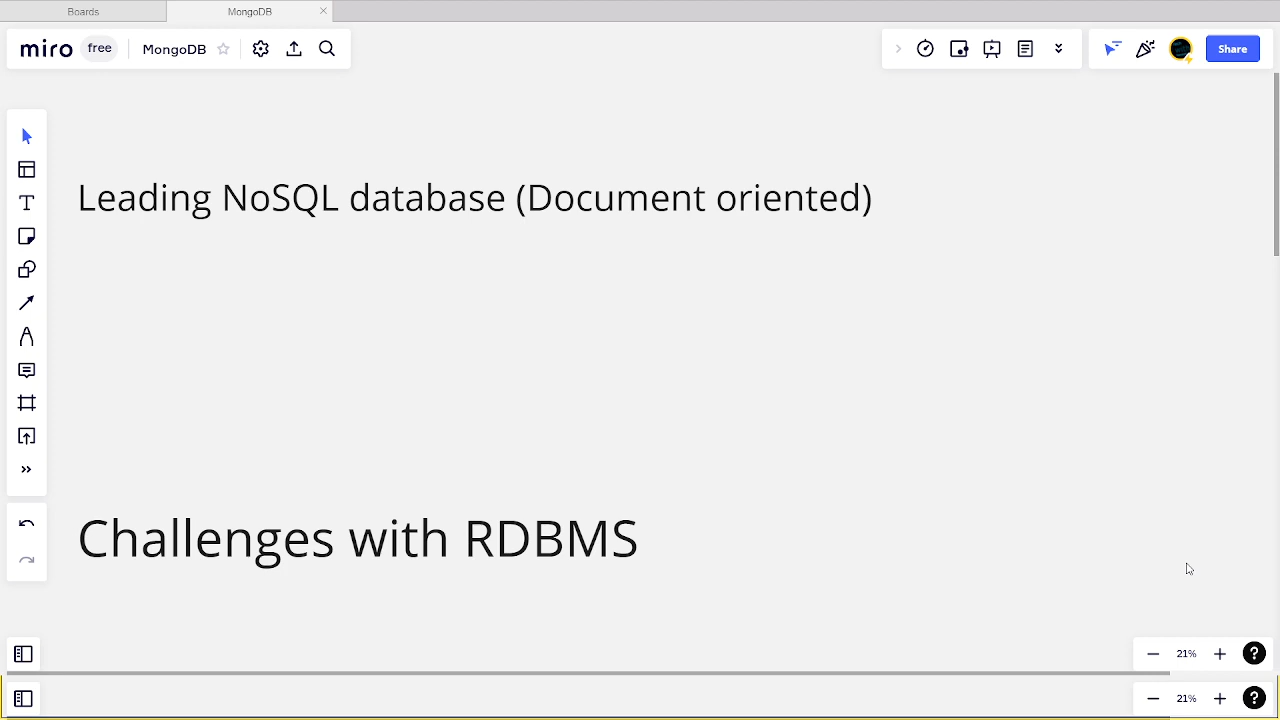 Boards
MongoDB
miro free MongoDB
Share
Leading NoSQL database (Document oriented)
Challenges with RDBMS
21%
21%